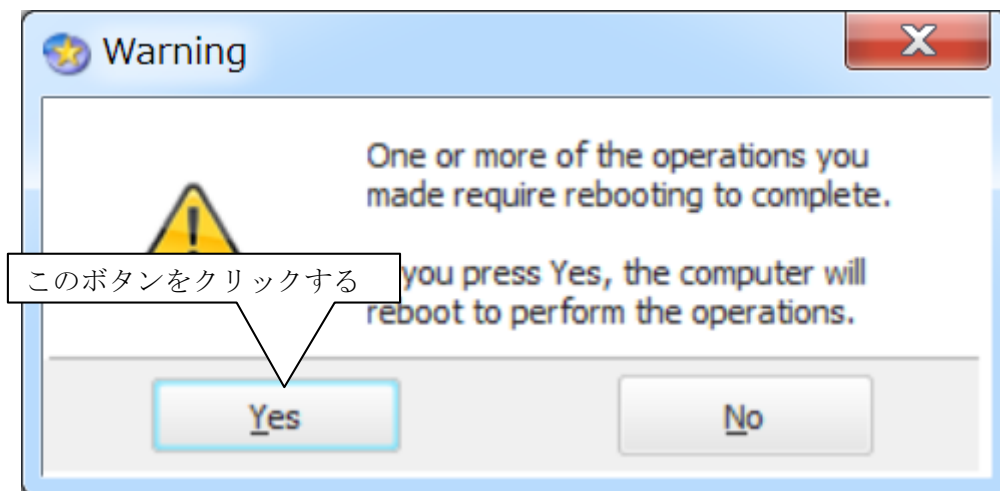 Warning
One or more of the operations you
made require rebooting to complete.
このボタンをクリックする
you press Yes, the computer will
reboot to perform the operations.
Yes
No